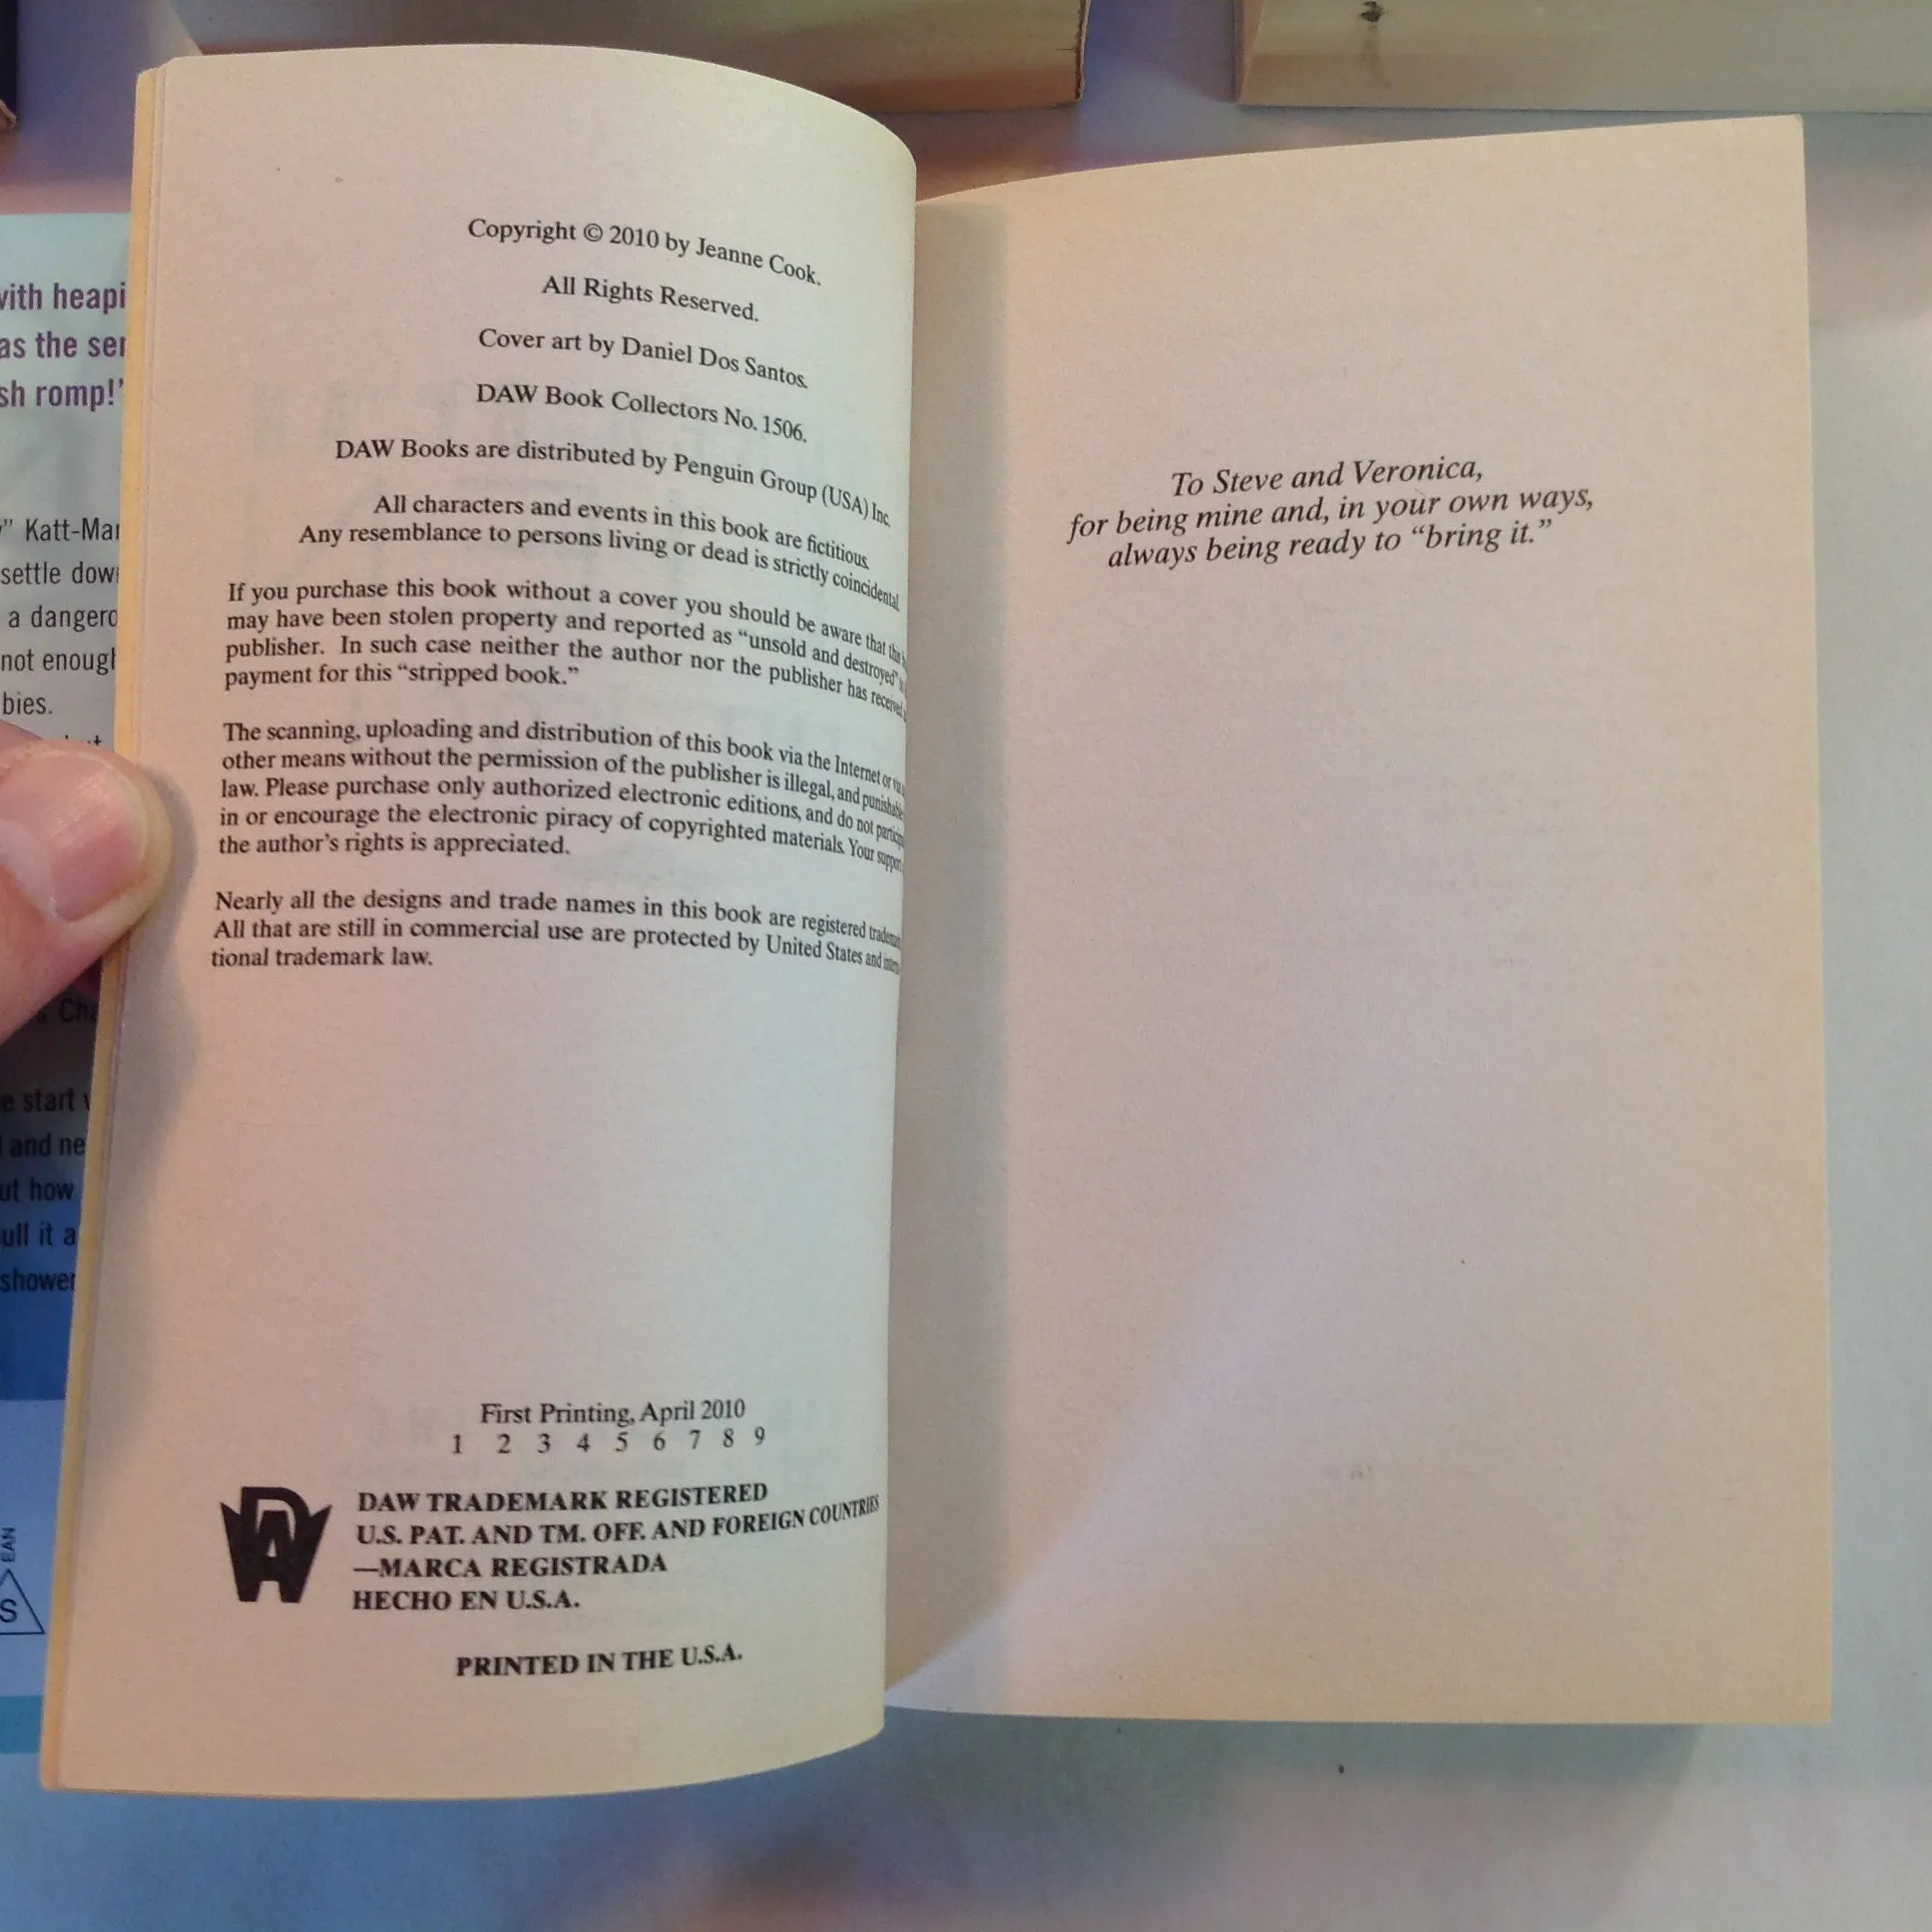 with heapi
as the ser
sh romp!"
y" Katt-Mar
settle down
a dangero
not enough
bies.
Cha
e start
and ne
ut how
ull it a
shower
EAN
S
Copyright © 2010 by Jeanne Cook.
All Rights Reserved.
Cover art by Daniel Dos Santos.
DAW Book Collectors No. 1506.
DAW Books are distributed by Penguin Group (USA) Inc.
All characters and events in this book are fictitious.
Any resemblance to persons living or dead is strictly coincidental.
If you purchase this book without a cover you should be aware that this
may have been stolen property and reported as “unsold and destroyed”
publisher. In such case neither the author nor the publisher has received
payment for this “stripped book.”
The scanning, uploading and distribution of this book via the Internet or via
other means without the permission of the publisher is illegal, and punishable
law. Please purchase only authorized electronic editions, and do not participa
in or encourage the electronic piracy of copyrighted materials. Your support
the author’s rights is appreciated.
Nearly all the designs and trade names in this book are registered trademar
All that are still in commercial use are protected by United States and interna
tional trademark law.
First Printing, April 2010
1 2 3 4 5 6 7 8 9
DAW
DAW TRADEMARK REGISTERED
U.S. PAT. AND TM. OFF. AND FOREIGN COUNTRIES
—MARCA REGISTRADA
HECHO EN U.S.A.
PRINTED IN THE U.S.A.
To Steve and Veronica,
for being mine and, in your own ways,
always being ready to “bring it.”